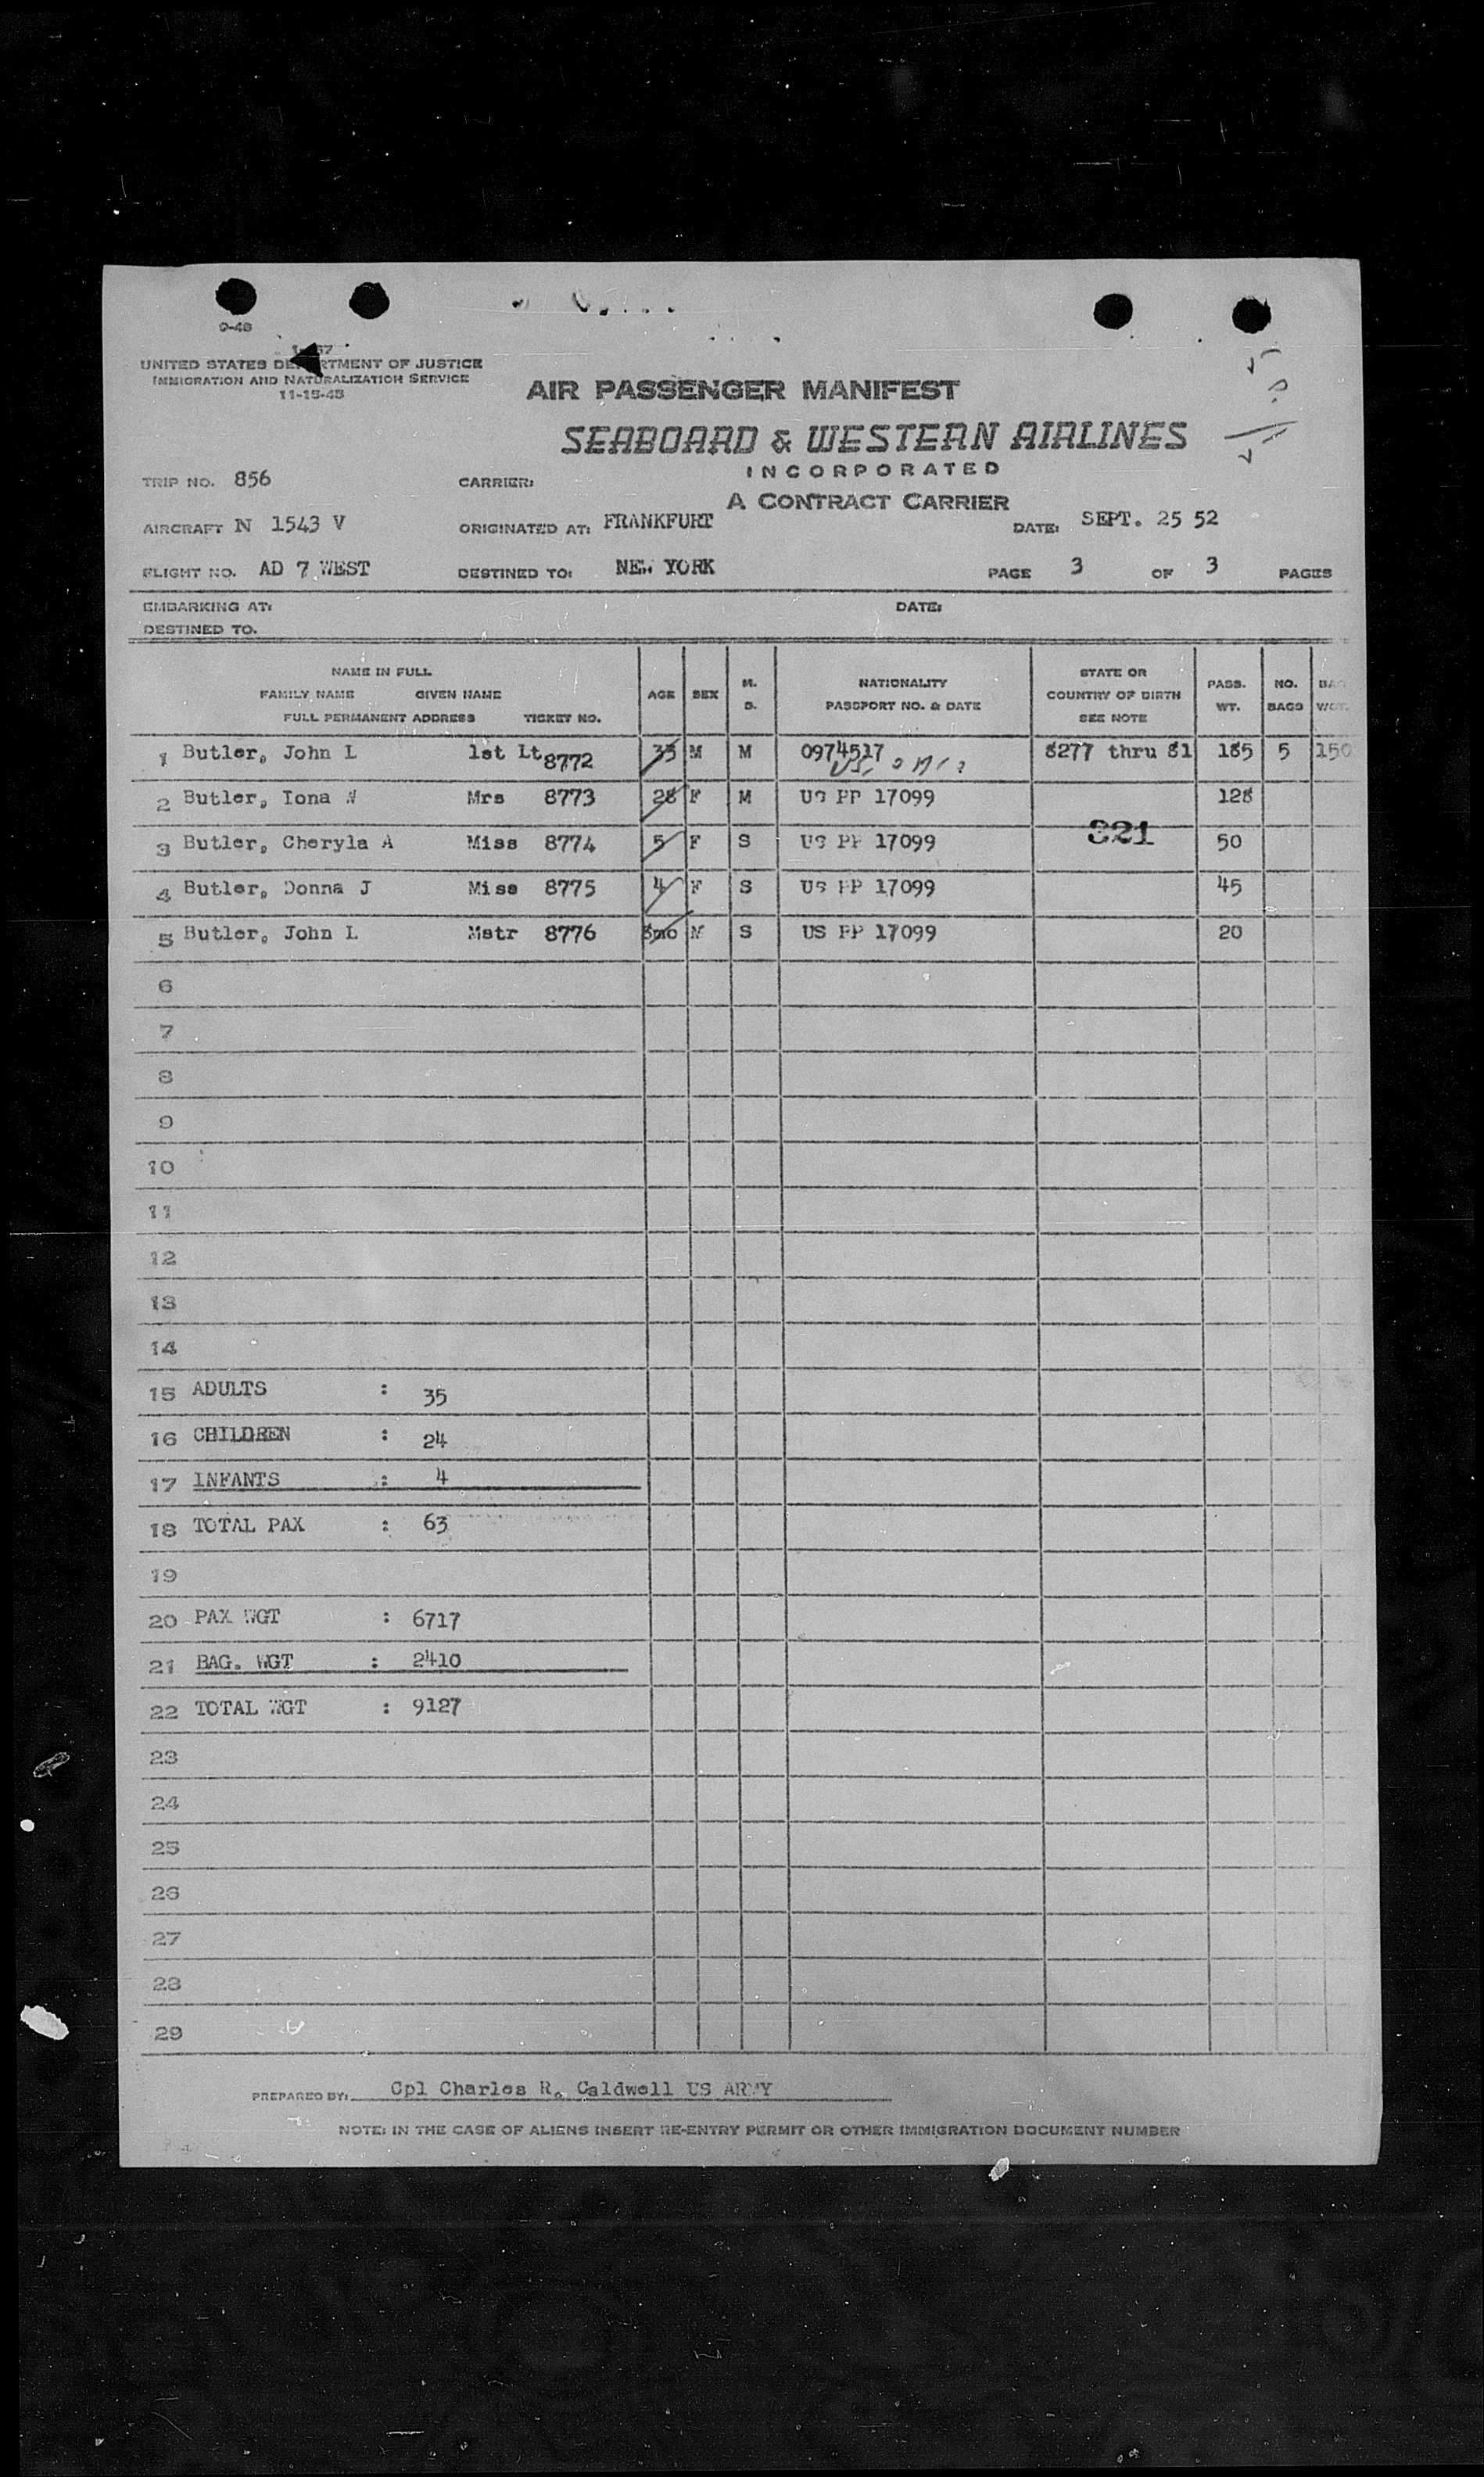 9-48
UNITED STATES DEPARTMENT OF JUSTICE
IMMIGRATION AND NATURALIZATION SERVICE
11-15-45
AIR PASSENGER MANIFEST
SEABOARD & WESTERN AIRLINES
INCORPORATED
A CONTRACT CARRIER
TRIP NO. 856 CARRIER:
AIRCRAFT N 1543 V ORIGINATED AT: FRANKFURT DATE: SEPT. 25 52
FLIGHT NO. AD 7 WEST DESTINED TO: NEW YORK PAGE 3 OF 3 PAGES
EMBARKING AT: DATE:
DESTINED TO.
NAME IN FULL
FAMILY NAME GIVEN NAME
FULL PERMANENT ADDRESS TICKET NO.
AGE SEX M. S.
NATIONALITY
PASSPORT NO. & DATE
STATE OR
COUNTRY OF BIRTH
SEE NOTE
PASS. WT.
NO. BAGS
BAG WGT.
1 Butler, John L 1st Lt 8772 35 M M 0974517 8277 thru 81 185 5 150
2 Butler, Iona W Mrs 8773 28 F M US PP 17099 128
321
3 Butler, Cheryla A Miss 8774 5 F S US PP 17099 50
4 Butler, Donna J Miss 8775 4 F S US PP 17099 45
5 Butler, John L Mstr 8776 8mo M S US PP 17099 20
6
7
8
9
10
11
12
13
14
15 ADULTS : 35
16 CHILDREN : 24
17 INFANTS : 4
18 TOTAL PAX : 63
19
20 PAX WGT : 6717
21 BAG. WGT : 2410
22 TOTAL WGT : 9127
23
24
25
26
27
28
29
PREPARED BY: Cpl Charles R. Caldwell US ARMY
NOTE: IN THE CASE OF ALIENS INSERT RE-ENTRY PERMIT OR OTHER IMMIGRATION DOCUMENT NUMBER